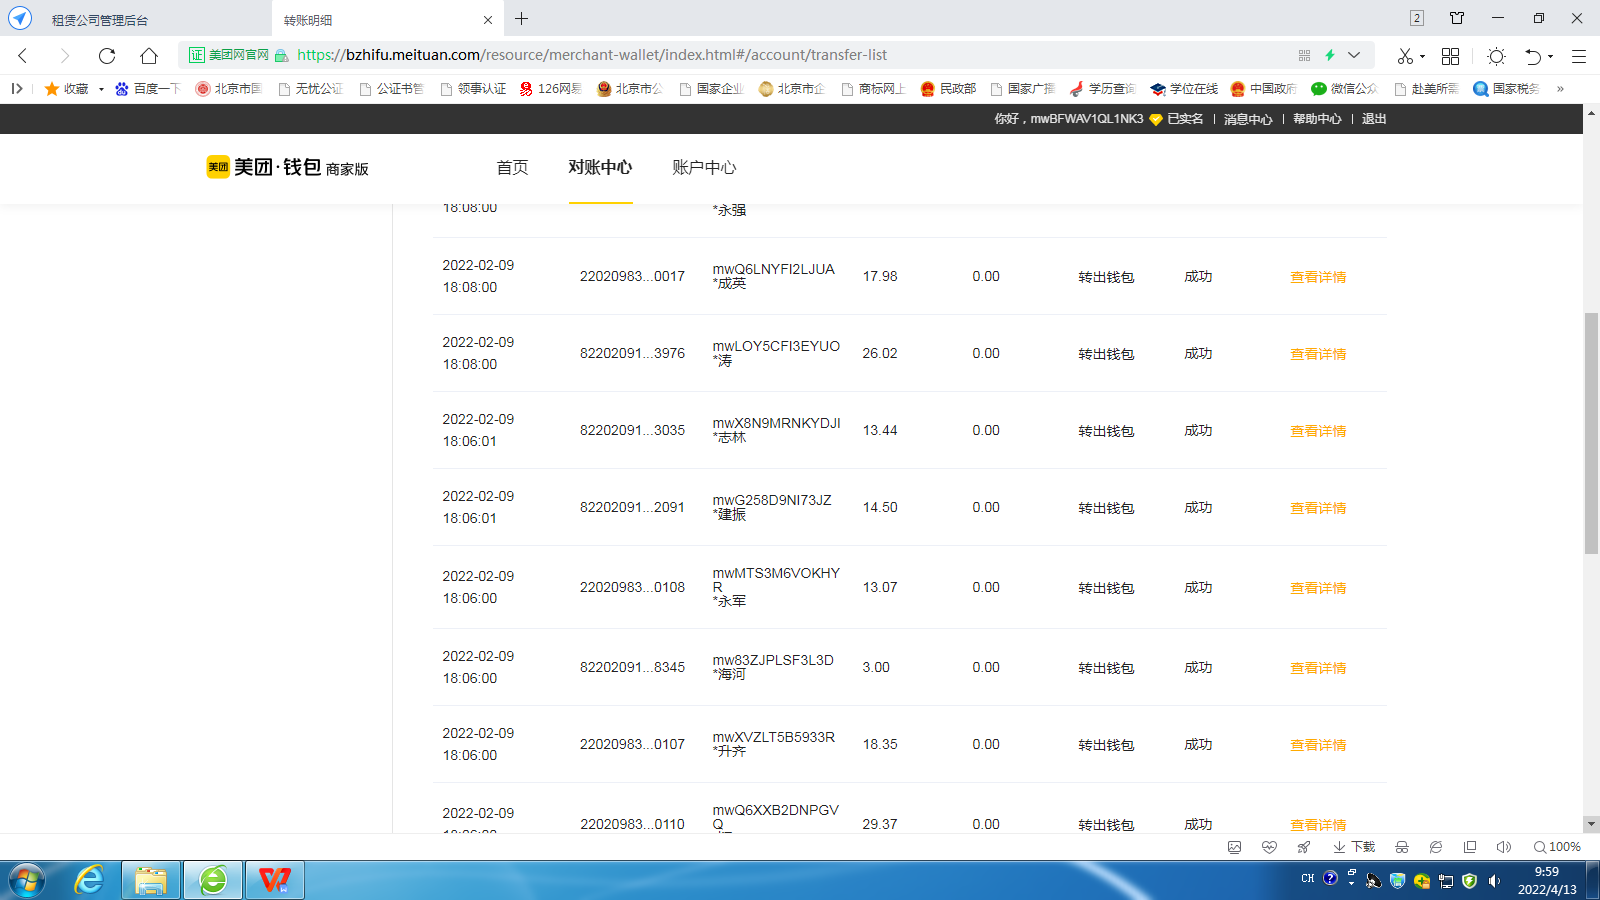 租赁公司管理后台
转账明细
2
证 美团网官网 https://bzhifu.meituan.com/resource/merchant-wallet/index.html#/account/transfer-list
收藏 百度一下 北京市国 无忧公证 公证书管 领事认证 126网易 北京市公 国家企业 北京市企 商标网上 民政部 国家广播 学历查询 学位在线 中国政府 微信公众 赴美所需 国家税务 »
你好，mwBFWAV1QL1NK3 已实名 | 消息中心 | 帮助中心 | 退出
美团 美团·钱包 商家版 首页 对账中心 账户中心
18:08:00 *永强
2022-02-09
18:08:00
22020983...0017
mwQ6LNYFI2LJUA
*成英
17.98 0.00 转出钱包 成功 查看详情
2022-02-09
18:08:00
82202091...3976
mwLOY5CFI3EYUO
*涛
26.02 0.00 转出钱包 成功 查看详情
2022-02-09
18:06:01
82202091...3035
mwX8N9MRNKYDJI
*志林
13.44 0.00 转出钱包 成功 查看详情
2022-02-09
18:06:01
82202091...2091
mwG258D9NI73JZ
*建振
14.50 0.00 转出钱包 成功 查看详情
2022-02-09
18:06:00
22020983...0108
mwMTS3M6VOKHY
R
*永军
13.07 0.00 转出钱包 成功 查看详情
2022-02-09
18:06:00
82202091...8345
mw83ZJPLSF3L3D
*海河
3.00 0.00 转出钱包 成功 查看详情
2022-02-09
18:06:00
22020983...0107
mwXVZLT5B5933R
*升齐
18.35 0.00 转出钱包 成功 查看详情
2022-02-09
22020983...0110
mwQ6XXB2DNPGV
Q
29.37 0.00 转出钱包 成功 查看详情
下载 100%
CH 9:59
2022/4/13